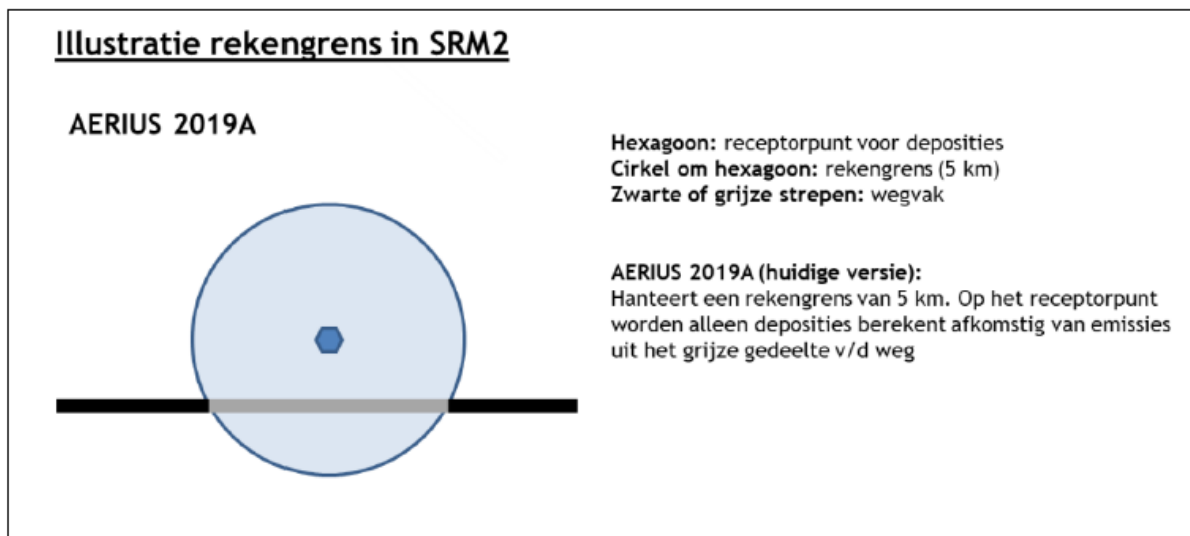 Illustratie rekengrens in SRM2
AERIUS 2019A
Hexagoon: receptorpunt voor deposities
Cirkel om hexagoon: rekengrens (5 km)
Zwarte of grijze strepen: wegvak
AERIUS 2019A (huidige versie):
Hanteert een rekengrens van 5 km. Op het receptorpunt
worden alleen deposities berekent afkomstig van emissies
uit het grijze gedeelte v/d weg